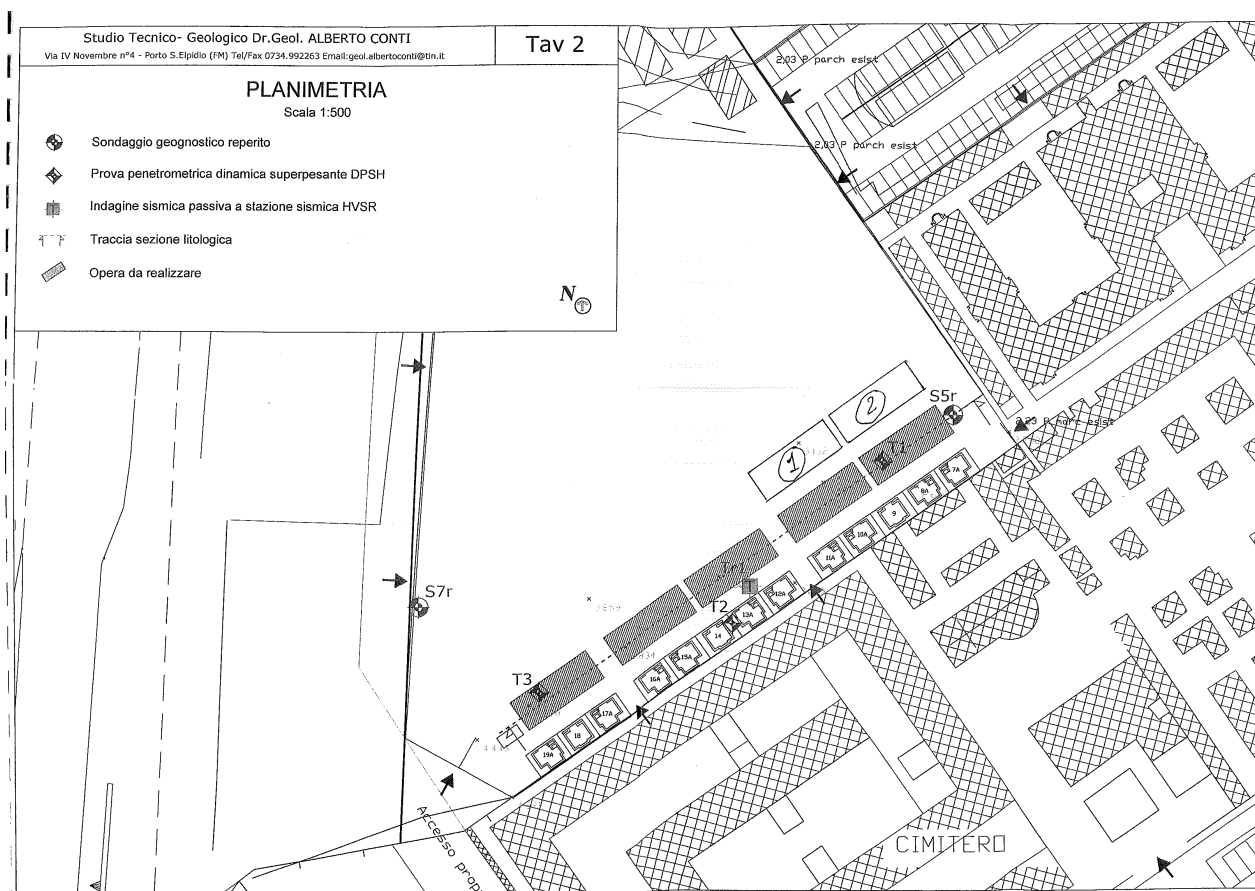 Studio Tecnico- Geologico Dr.Geol. ALBERTO CONTI
Via IV Novembre n°4 - Porto S.Elpidio (FM) Tel/Fax 0734.992263 Email:geol.albertoconti@tin.it
Tav 2
PLANIMETRIA
Scala 1:500
Sondaggio geognostico reperito
Prova penetrometrica dinamica superpesante DPSH
Indagine sismica passiva a stazione sismica HVSR
Traccia sezione litologica
Opera da realizzare
N
2,03 P parch esist
2,03 P parch esist
S5r
2
1
T1
7A
8A
9
10A
11A
S7r
Tr1
T2
12A
13A
14
15A
16A
T3
17A
18
19A
3859
Accesso prop
CIMITERO